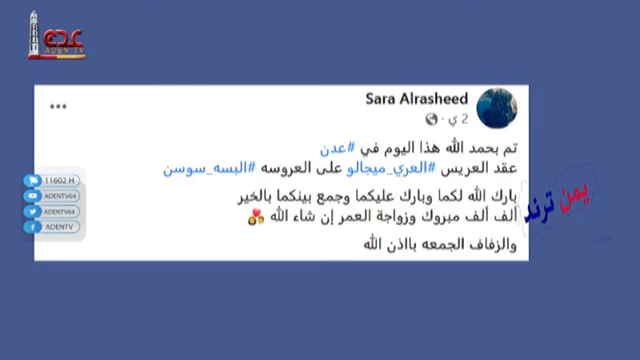 عدن
ADEN TV
Sara Alrasheed
2 ي
تم بحمد الله هذا اليوم في #عدن
عقد العريس #العري_ميجالو على العروسه #البسه_سوسن
بارك الله لكما وبارك عليكما وجمع بينكما بالخير
ألف ألف مبروك وزواجة العمر إن شاء الله
والزفاف الجمعه بااذن الله
يمن ترند
11602 H
ADENTV64
ADENTV64
ADENTV